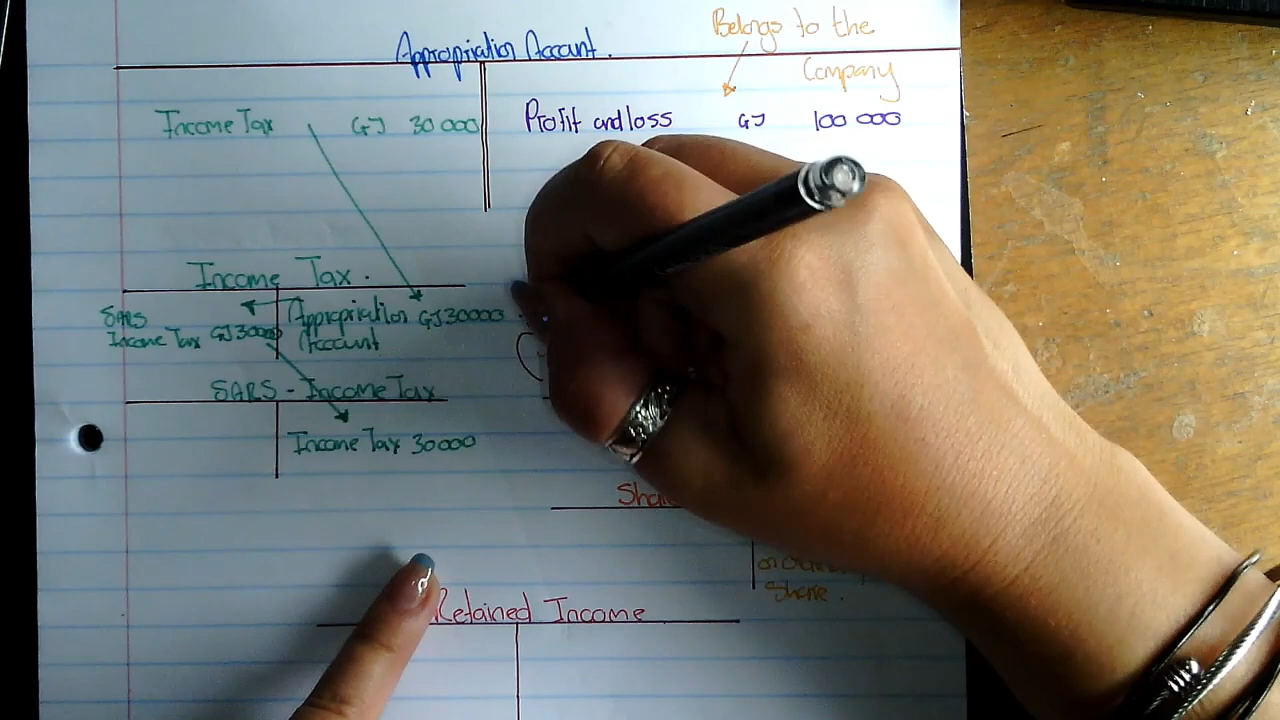 Appropriation Account.
Belongs to the
Company
Income Tax GJ 30 000
Profit and loss GJ 100 000
Income Tax.
SARS
Income Tax GJ 30000
Appropriation GJ 30000
Account
SARS - Income Tax
Income Tax 30000
Share.
Retained Income